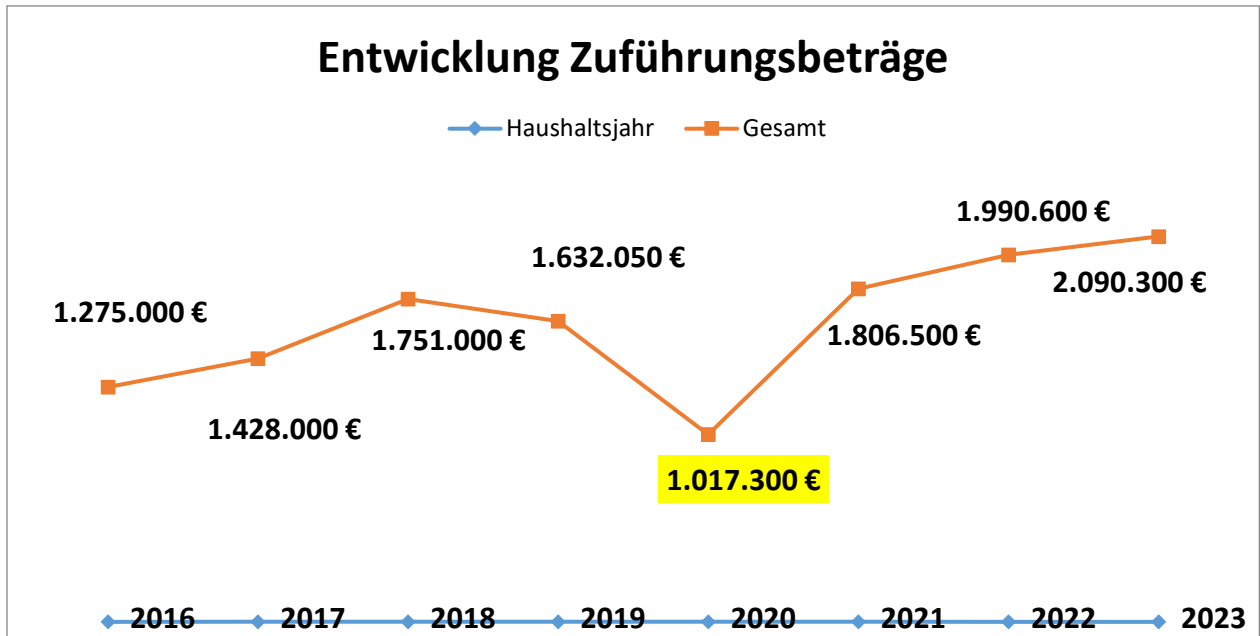 Entwicklung Zuführungsbeträge
Haushaltsjahr Gesamt
1.990.600 €
1.632.050 €
2.090.300 €
1.275.000 €
1.751.000 €
1.806.500 €
1.428.000 €
1.017.300 €
2016 2017 2018 2019 2020 2021 2022 2023